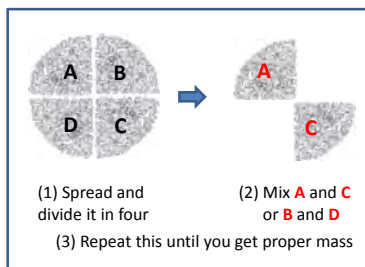 A B
D C
A
C
(1) Spread and
divide it in four
(2) Mix A and C
or B and D
(3) Repeat this until you get proper mass